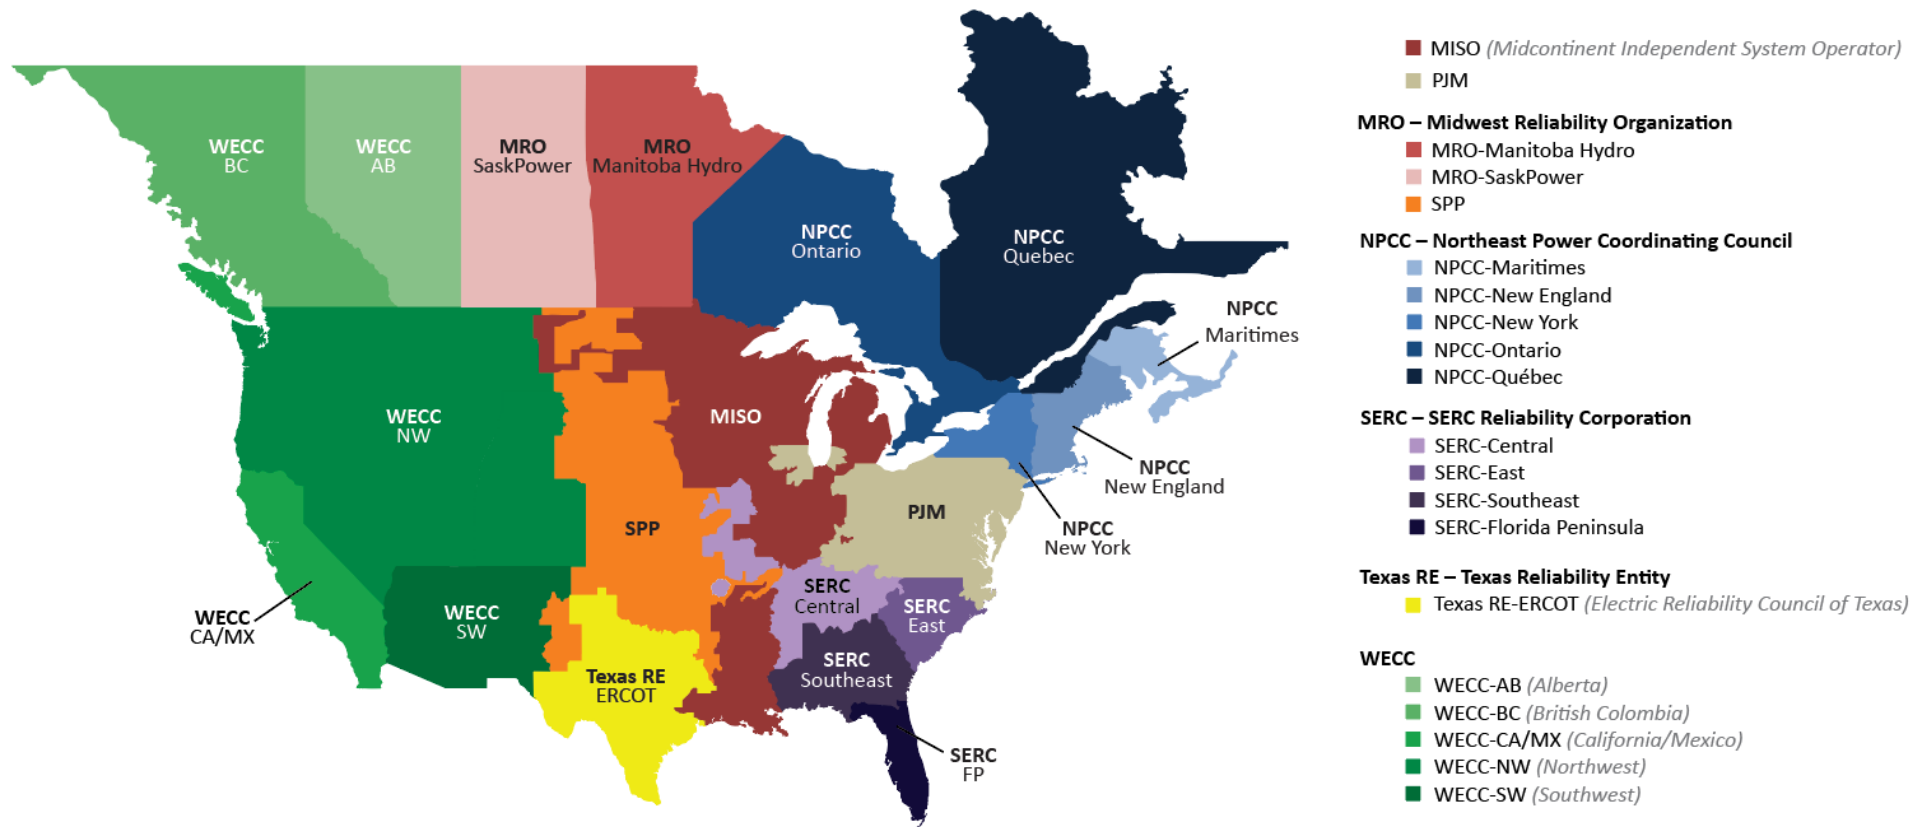 WECC
BC
WECC
AB
MRO
SaskPower
MRO
Manitoba Hydro
NPCC
Ontario
NPCC
Quebec
NPCC
Maritimes
WECC
NW
MISO
NPCC
New England
SPP
PJM
NPCC
New York
WECC
CA/MX
WECC
SW
SERC
Central
SERC
East
Texas RE
ERCOT
SERC
Southeast
SERC
FP
MISO (Midcontinent Independent System Operator)
PJM
MRO – Midwest Reliability Organization
MRO-Manitoba Hydro
MRO-SaskPower
SPP
NPCC – Northeast Power Coordinating Council
NPCC-Maritimes
NPCC-New England
NPCC-New York
NPCC-Ontario
NPCC-Québec
SERC – SERC Reliability Corporation
SERC-Central
SERC-East
SERC-Southeast
SERC-Florida Peninsula
Texas RE – Texas Reliability Entity
Texas RE-ERCOT (Electric Reliability Council of Texas)
WECC
WECC-AB (Alberta)
WECC-BC (British Colombia)
WECC-CA/MX (California/Mexico)
WECC-NW (Northwest)
WECC-SW (Southwest)